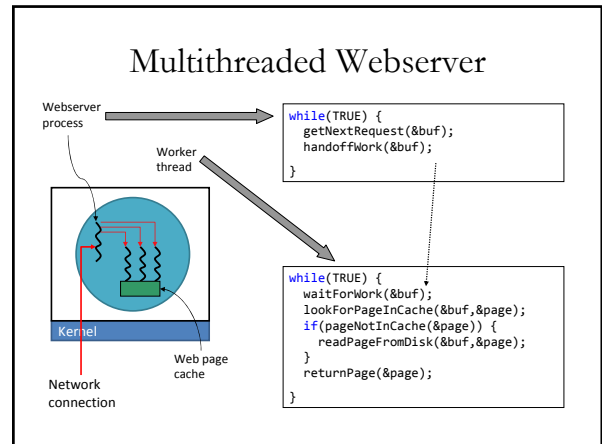 Multithreaded Webserver
Webserver
process
Worker
thread
while(TRUE) {
getNextRequest(&buf);
handoffWork(&buf);
}
while(TRUE) {
waitForWork(&buf);
lookForPageInCache(&buf,&page);
if(pageNotInCache(&page)) {
readPageFromDisk(&buf,&page);
}
returnPage(&page);
}
Kernel
Web page
cache
Network
connection